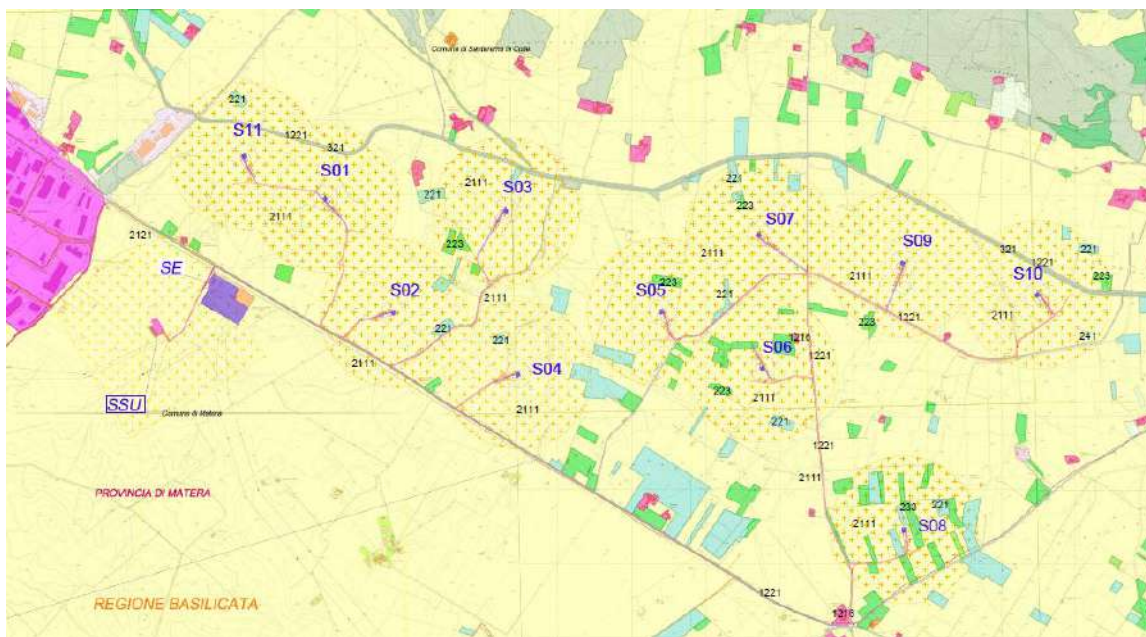 Comune di Santeramo in Colle
221
S11
1221
321
S01
2111
S03
221
2111
221
223
S07
2121
SE
223
2111
S09
321
1221
221
S10
223
S02
2111
S05
223
221
2111
1221
2111
241
221
221
1216
223
S06
1221
2111
S04
2111
223
2111
221
SSU
Comune di Matera
1221
2111
PROVINCIA DI MATERA
223
221
2111
S08
REGIONE BASILICATA
1221
1216